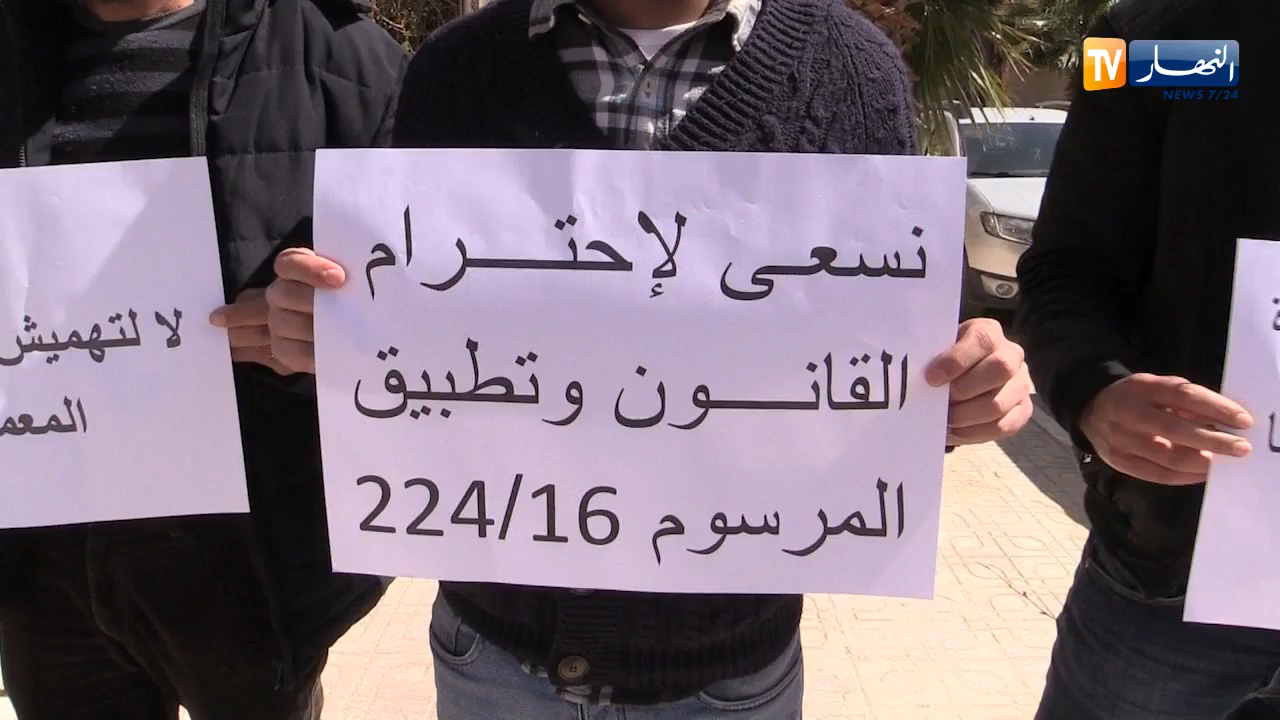 نسعى لإحترام
القانون وتطبيق
المرسوم 224/16
لا لتهميش
TV النهار
NEWS 7/24